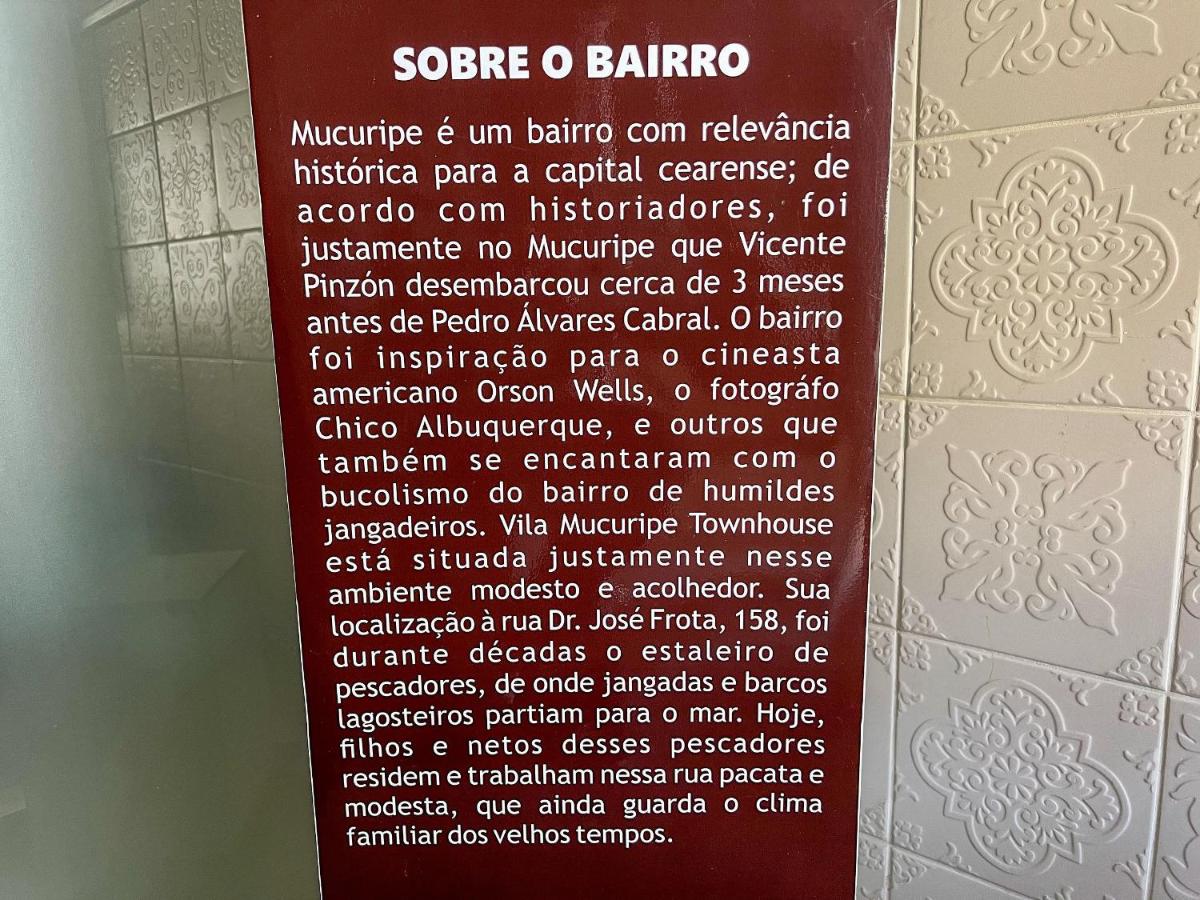 SOBRE O BAIRRO
Mucuripe é um bairro com relevância
histórica para a capital cearense; de
acordo com historiadores, foi
justamente no Mucuripe que Vicente
Pinzón desembarcou cerca de 3 meses
antes de Pedro Álvares Cabral. O bairro
foi inspiração para o cineasta
americano Orson Wells, o fotográfo
Chico Albuquerque, e outros que
também se encantaram com o
bucolismo do bairro de humildes
jangadeiros. Vila Mucuripe Townhouse
está situada justamente nesse
ambiente modesto e acolhedor. Sua
localização à rua Dr. José Frota, 158, foi
durante décadas o estaleiro de
pescadores, de onde jangadas e barcos
lagosteiros partiam para o mar. Hoje,
filhos e netos desses pescadores
residem e trabalham nessa rua pacata e
modesta, que ainda guarda o clima
familiar dos velhos tempos.